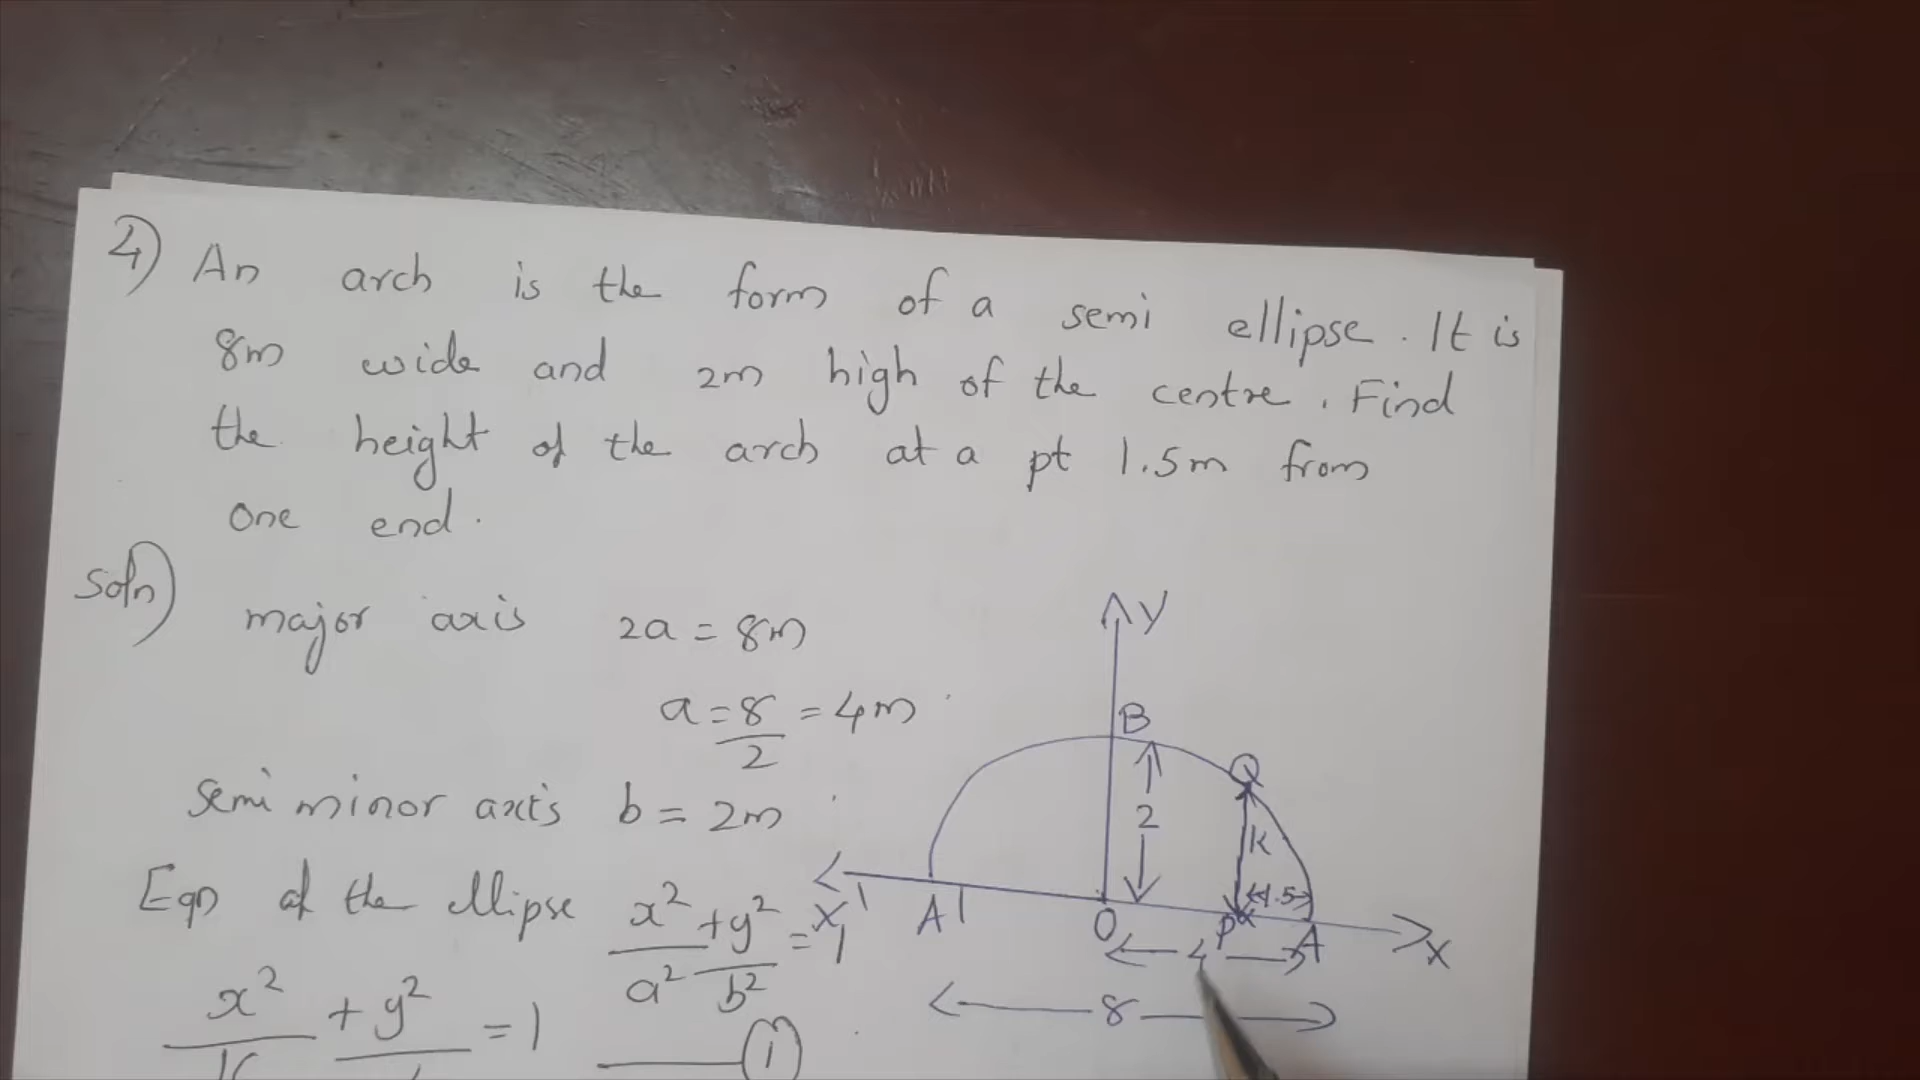 4) An arch is the form of a semi ellipse. It is
8m wide and 2m high of the centre. Find
the height of the arch at a pt 1.5m from
one end.
Soln)
major axis 2a = 8m
a = 8/2 = 4m
Semi minor axis b = 2m
Eqn of the ellipse x²/a² + y²/b² = 1
x²/16 + y²/ = 1 ——— (1)
Y
B
Q
2
K
1.5
X' A' O P A X
4
8